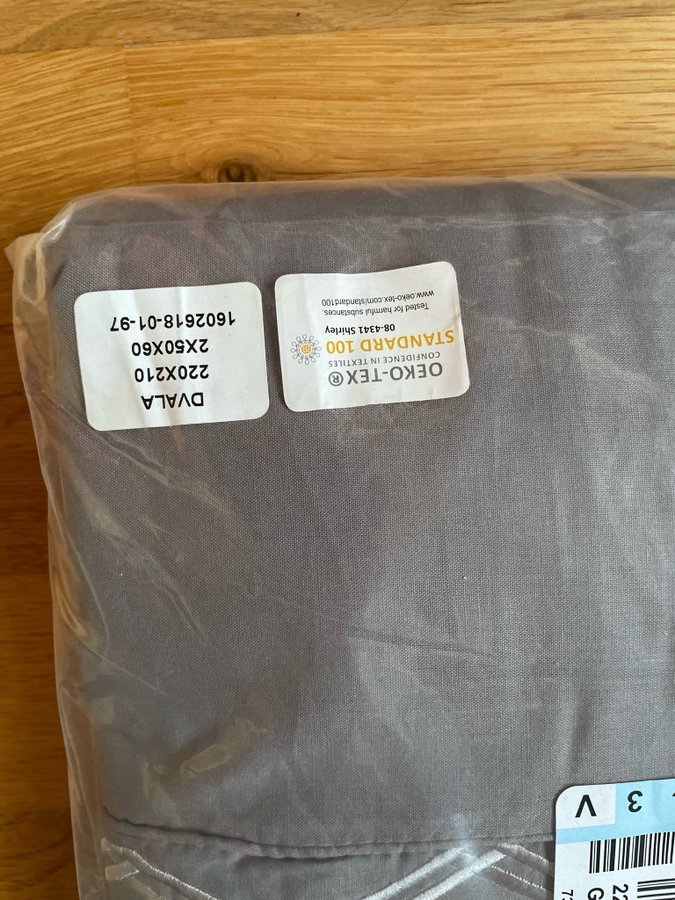 OEKO-TEX®
CONFIDENCE IN TEXTILES
STANDARD 100
08-4341 Shirley
Tested for harmful substances.
www.oeko-tex.com/standard100
DVALA
220X210
2X50X60
1602618-01-97